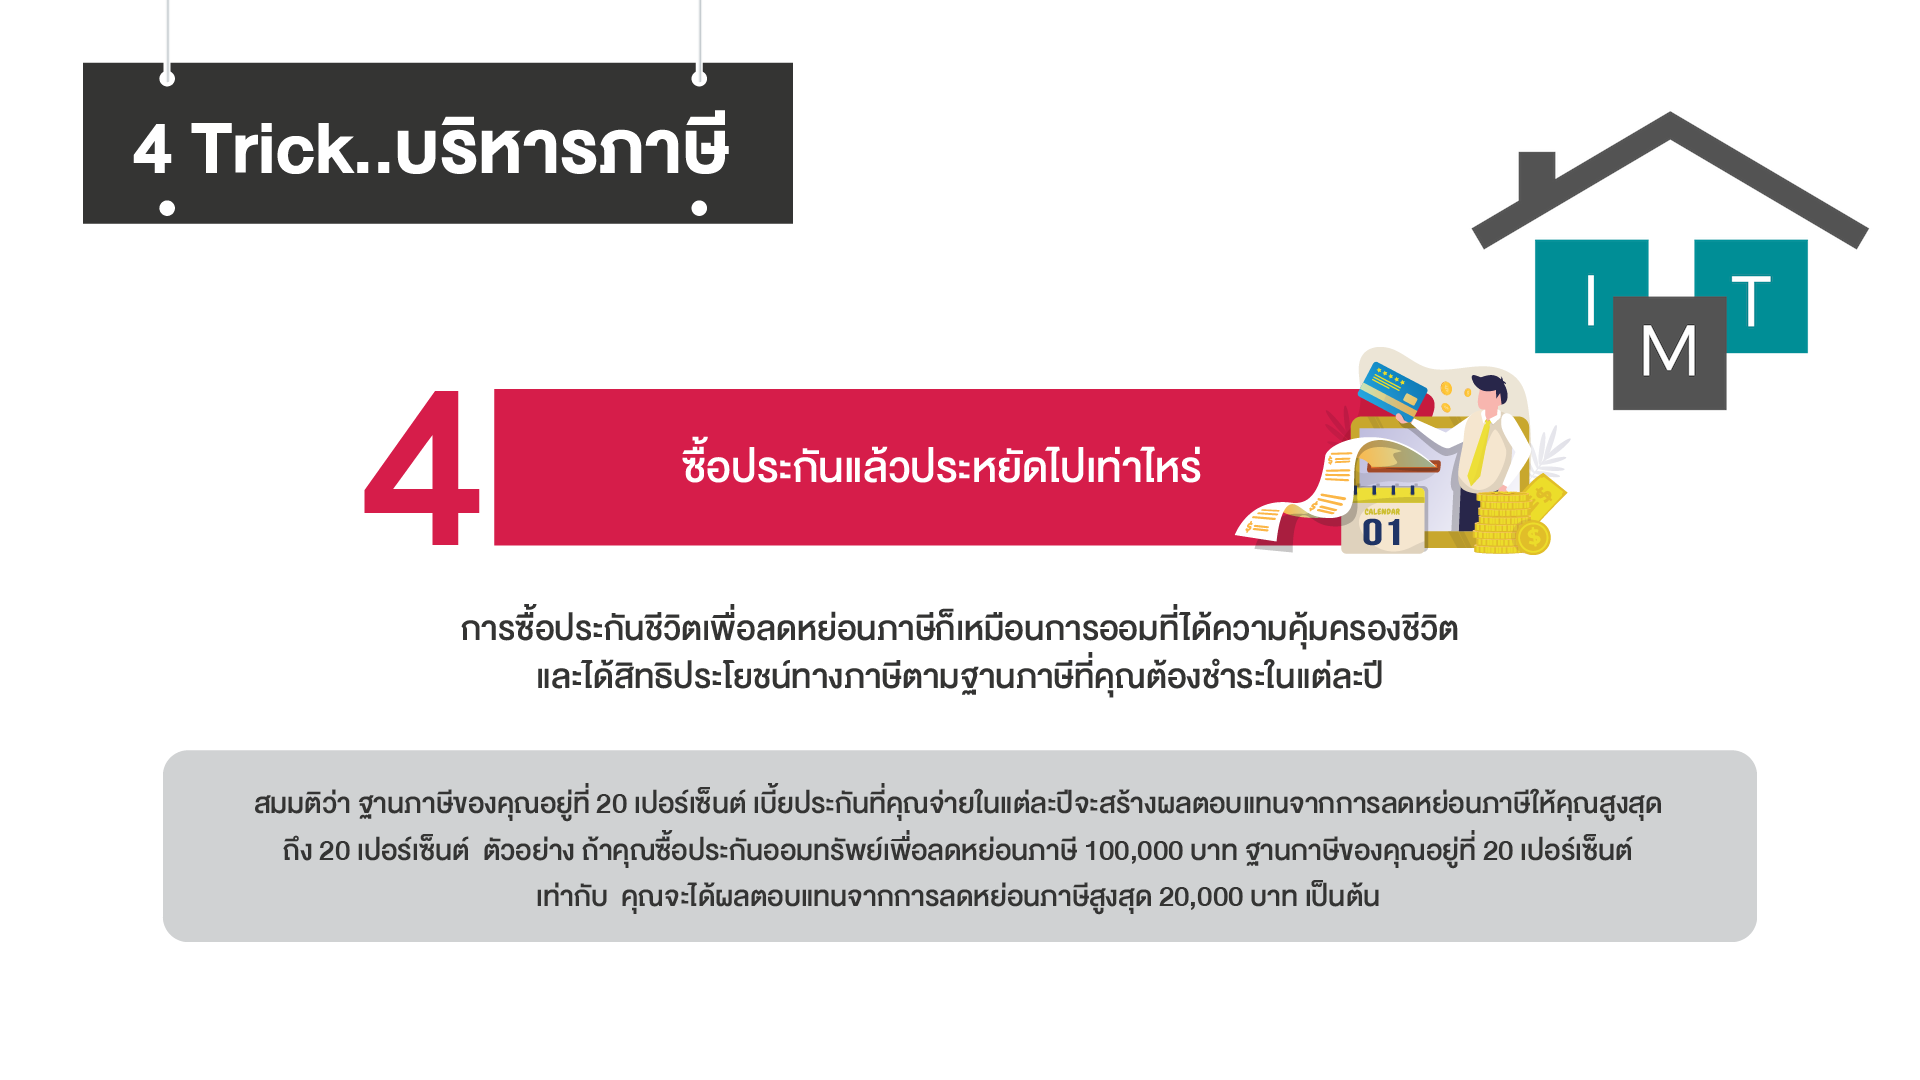 4 Trick..บริหารภาษี
I
T
M
4
ซื้อประกันแล้วประหยัดไปเท่าไหร่
CALENDAR
01
การซื้อประกันชีวิตเพื่อลดหย่อนภาษีก็เหมือนการออมที่ได้ความคุ้มครองชีวิต
และได้สิทธิประโยชน์ทางภาษีตามฐานภาษีที่คุณต้องชำระในแต่ละปี
สมมติว่า ฐานภาษีของคุณอยู่ที่ 20 เปอร์เซ็นต์ เบี้ยประกันที่คุณจ่ายในแต่ละปีจะสร้างผลตอบแทนจากการลดหย่อนภาษีให้คุณสูงสุด
ถึง 20 เปอร์เซ็นต์ ตัวอย่าง ถ้าคุณซื้อประกันออมทรัพย์เพื่อลดหย่อนภาษี 100,000 บาท ฐานภาษีของคุณอยู่ที่ 20 เปอร์เซ็นต์
เท่ากับ คุณจะได้ผลตอบแทนจากการลดหย่อนภาษีสูงสุด 20,000 บาท เป็นต้น